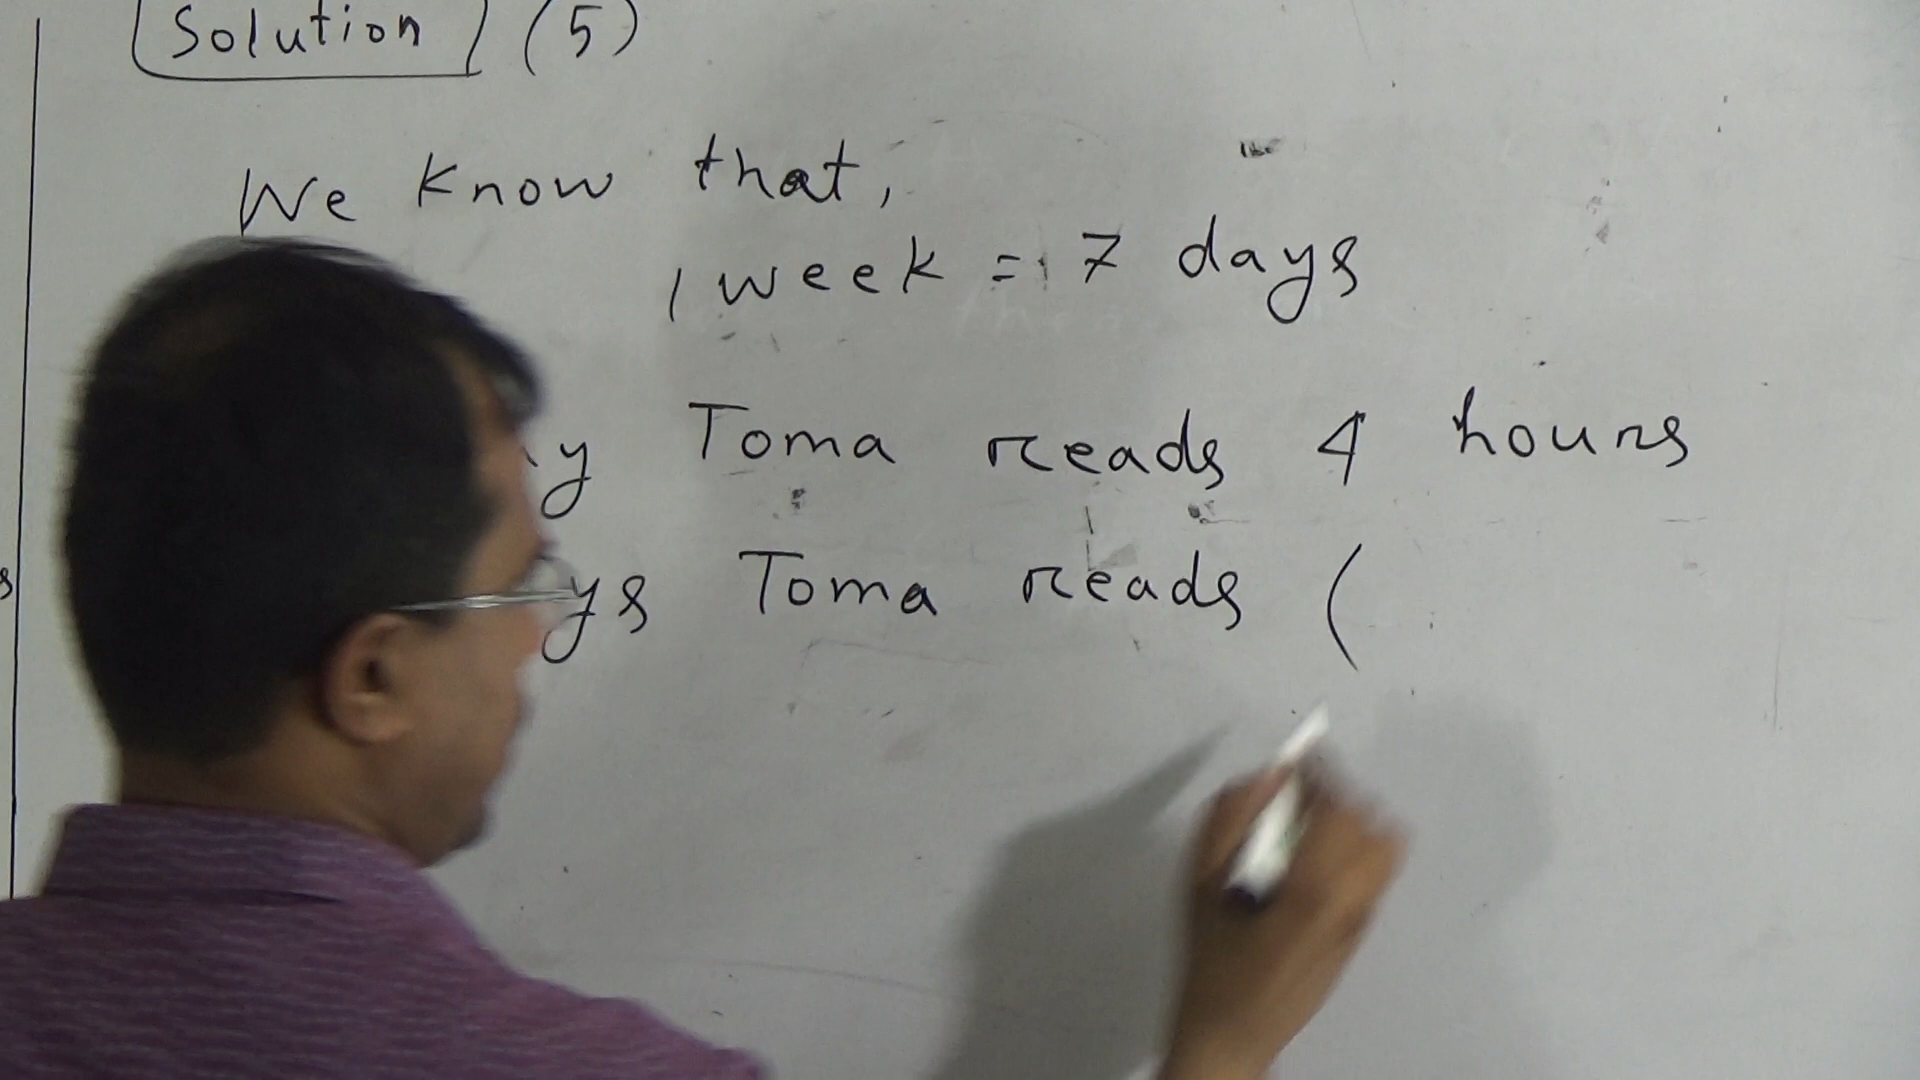 Solution (5)
We know that,
1 week = 7 days
y Toma reads 4 hours
ys Toma reads (
s